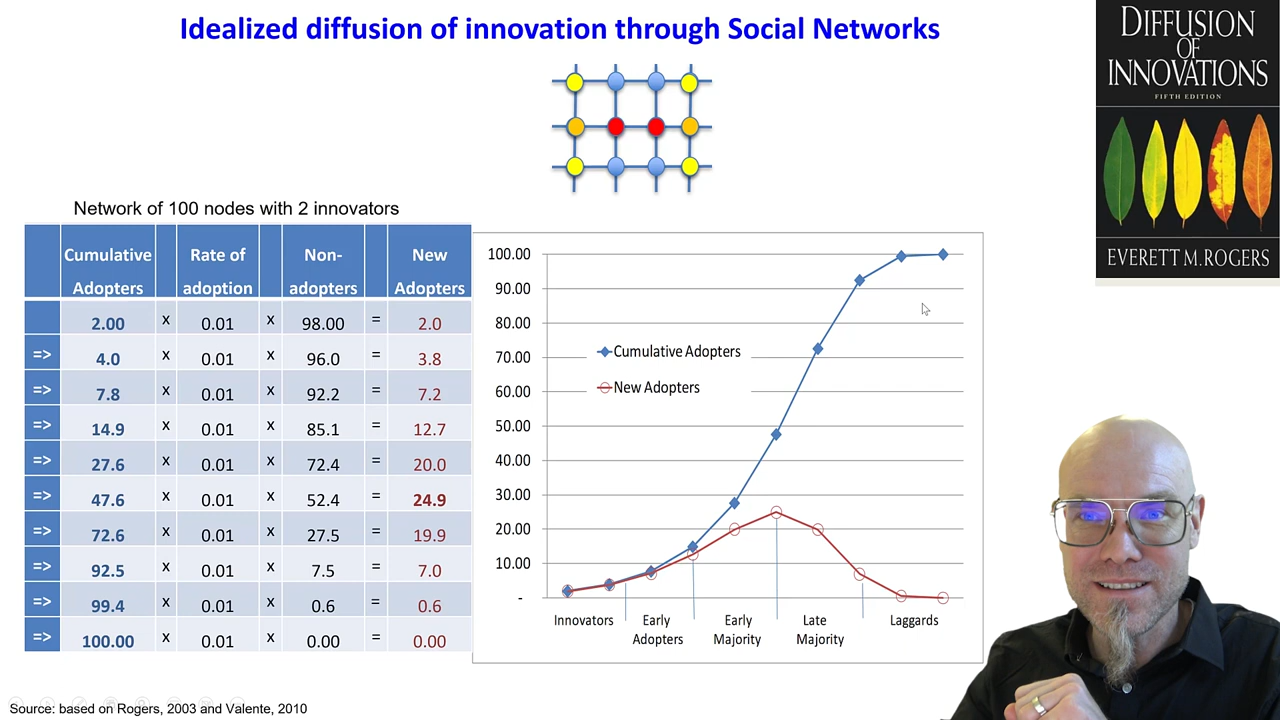 Idealized diffusion of innovation through Social Networks
DIFFUSION
OF
INNOVATIONS
FIFTH EDITION
EVERETT M. ROGERS
Network of 100 nodes with 2 innovators
Cumulative Adopters Rate of adoption Non-adopters New Adopters
2.00 x 0.01 x 98.00 = 2.0
=> 4.0 x 0.01 x 96.0 = 3.8
=> 7.8 x 0.01 x 92.2 = 7.2
=> 14.9 x 0.01 x 85.1 = 12.7
=> 27.6 x 0.01 x 72.4 = 20.0
=> 47.6 x 0.01 x 52.4 = 24.9
=> 72.6 x 0.01 x 27.5 = 19.9
=> 92.5 x 0.01 x 7.5 = 7.0
=> 99.4 x 0.01 x 0.6 = 0.6
=> 100.00 x 0.01 x 0.00 = 0.00
100.00
90.00
80.00
70.00
60.00
50.00
40.00
30.00
20.00
10.00
-
Cumulative Adopters
New Adopters
Innovators
Early Adopters
Early Majority
Late Majority
Laggards
Source: based on Rogers, 2003 and Valente, 2010